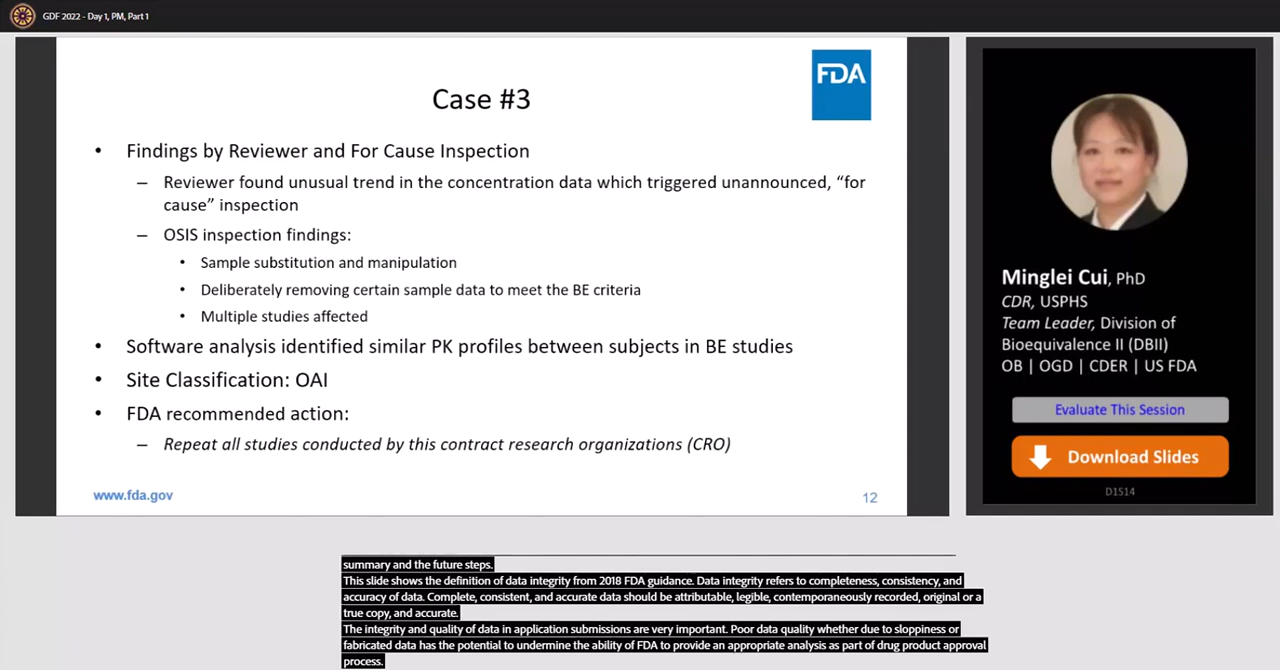 GDF 2022 - Day 1, PM, Part 1
FDA
Case #3
• Findings by Reviewer and For Cause Inspection
– Reviewer found unusual trend in the concentration data which triggered unannounced, “for
cause” inspection
– OSIS inspection findings:
• Sample substitution and manipulation
• Deliberately removing certain sample data to meet the BE criteria
• Multiple studies affected
• Software analysis identified similar PK profiles between subjects in BE studies
• Site Classification: OAI
• FDA recommended action:
– Repeat all studies conducted by this contract research organizations (CRO)
www.fda.gov
12
Minglei Cui, PhD
CDR, USPHS
Team Leader, Division of
Bioequivalence II (DBII)
OB | OGD | CDER | US FDA
Evaluate This Session
Download Slides
D1S14
summary and the future steps.
This slide shows the definition of data integrity from 2018 FDA guidance. Data integrity refers to completeness, consistency, and
accuracy of data. Complete, consistent, and accurate data should be attributable, legible, contemporaneously recorded, original or a
true copy, and accurate.
The integrity and quality of data in application submissions are very important. Poor data quality whether due to sloppiness or
fabricated data has the potential to undermine the ability of FDA to provide an appropriate analysis as part of drug product approval
process.